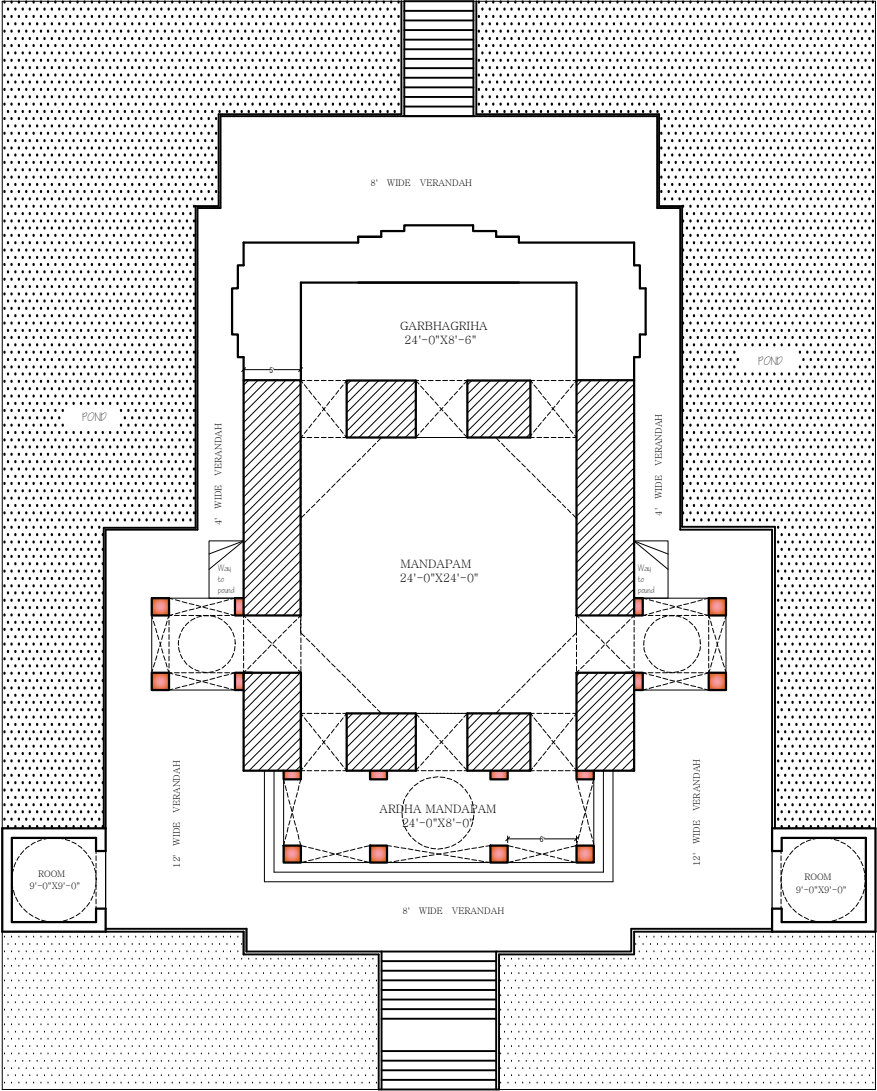 8' WIDE VERANDAH
GARBHAGRIHA
24'-0"X8'-6"
POND
5'
POND
4' WIDE VERANDAH
4' WIDE VERANDAH
MANDAPAM
24'-0"X24'-0"
Way
to
pound
Way
to
pound
12' WIDE VERANDAH
12' WIDE VERANDAH
ARDHA MANDAPAM
24'-0"X8'-0"
6'
ROOM
9'-0"X9'-0"
ROOM
9'-0"X9'-0"
8' WIDE VERANDAH